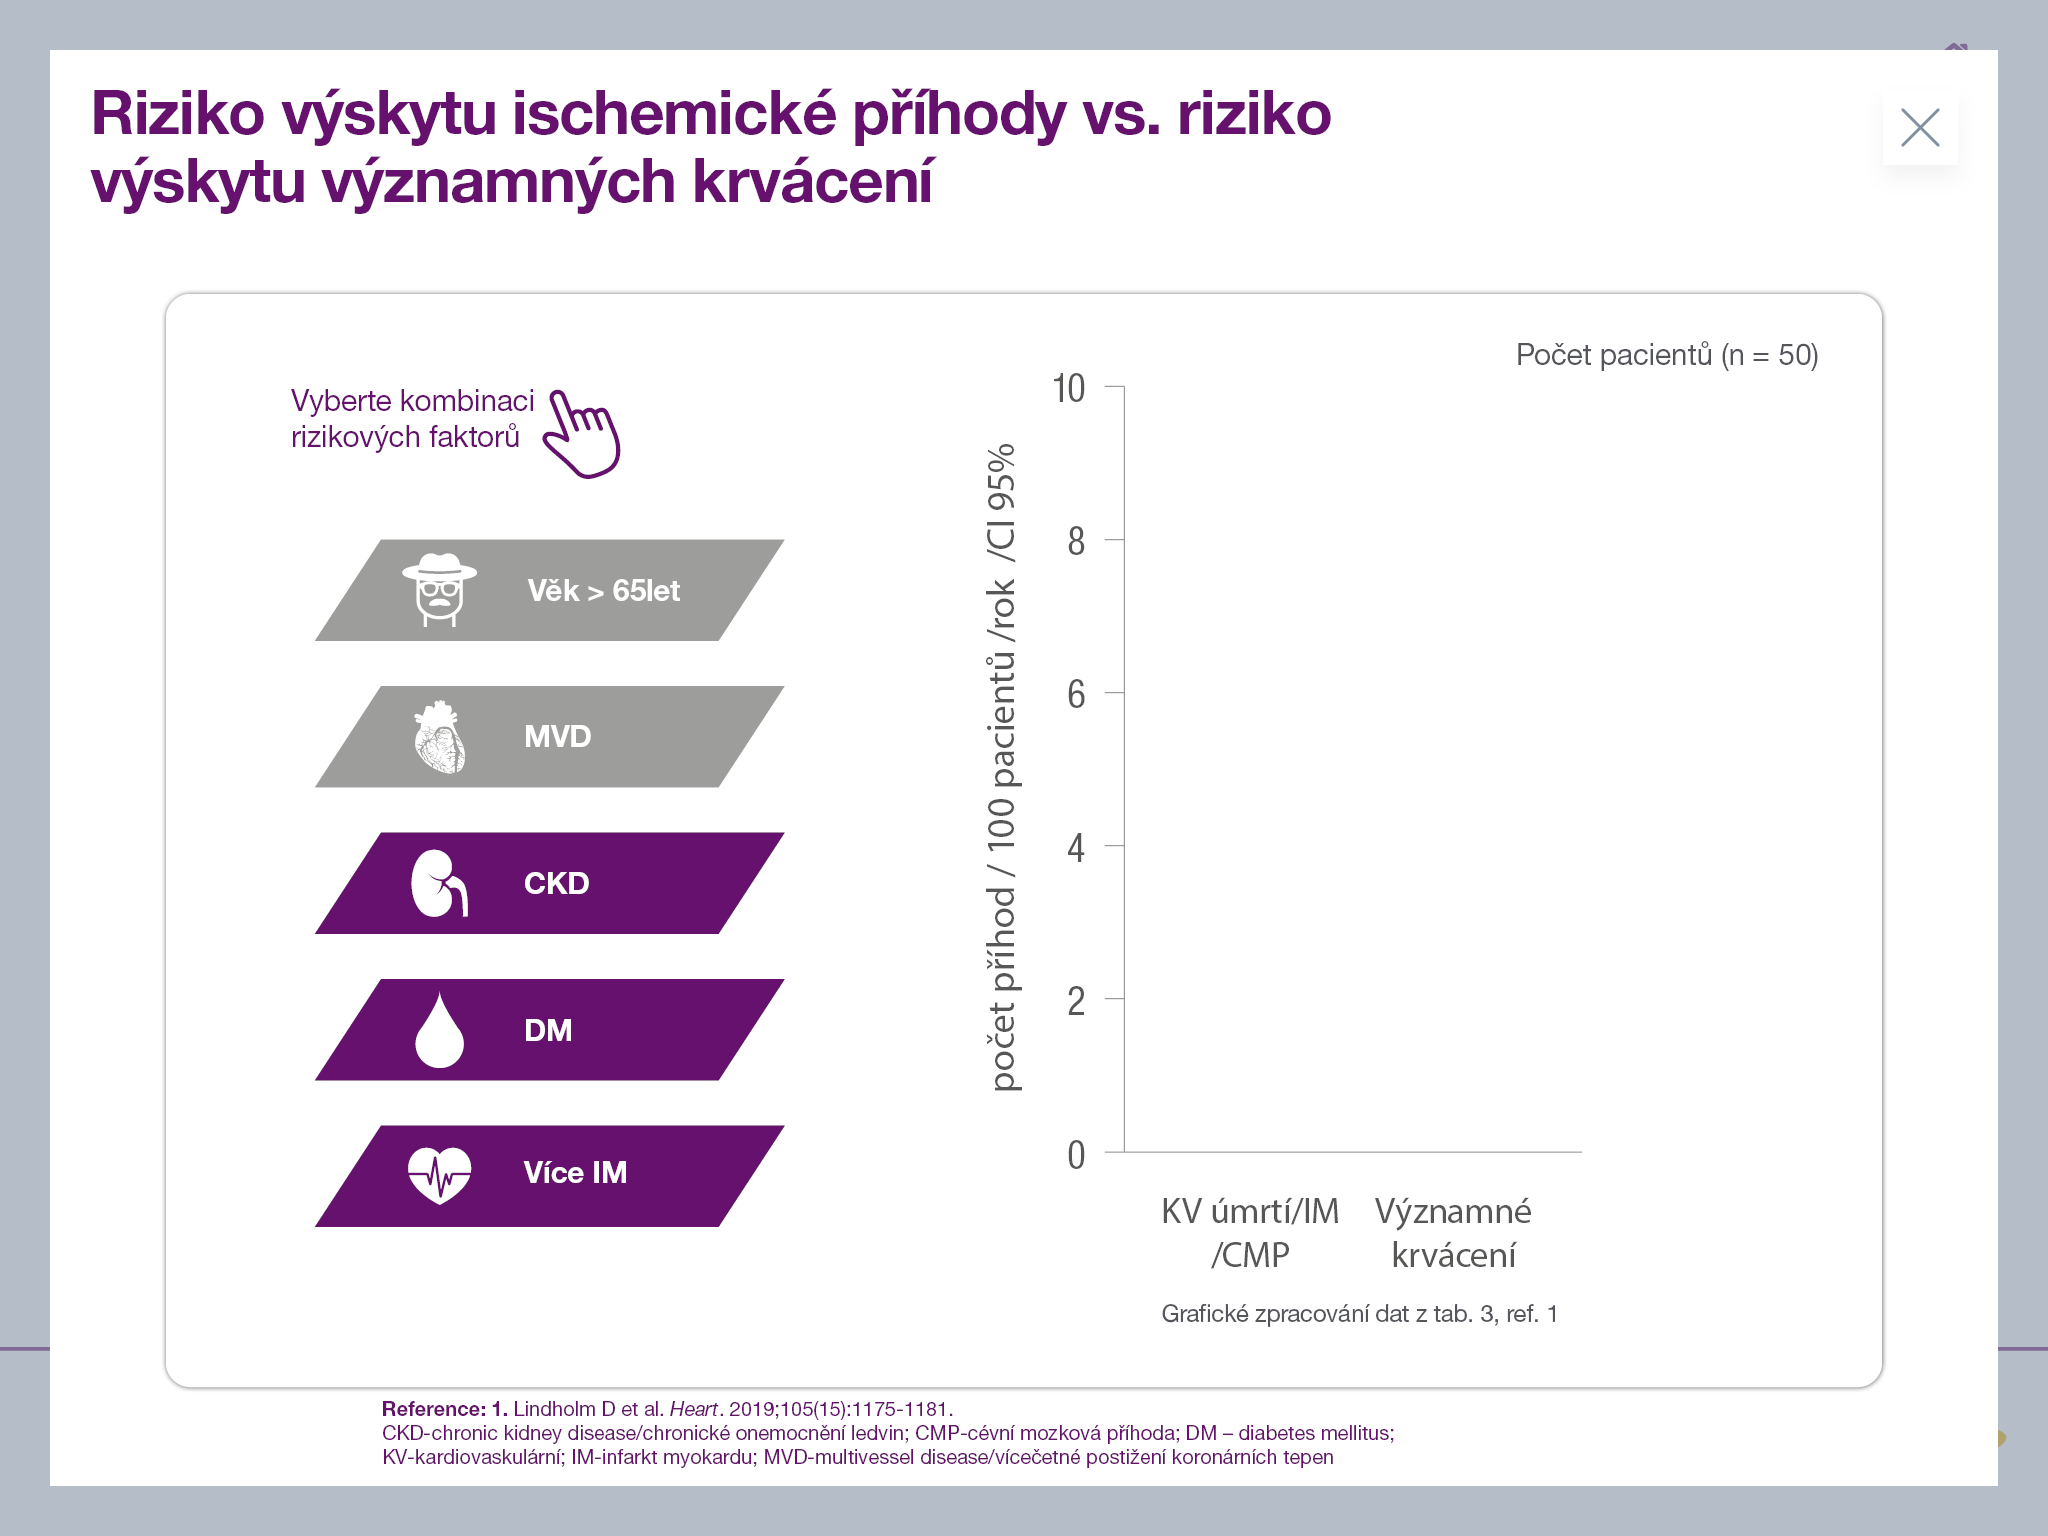 Riziko výskytu ischemické příhody vs. riziko
výskytu významných krvácení
Vyberte kombinaci
rizikových faktorů
Věk > 65let
MVD
CKD
DM
Více IM
Počet pacientů (n = 50)
počet příhod / 100 pacientů /rok /CI 95%
10
8
6
4
2
0
KV úmrtí/IM
/CMP
Významné
krvácení
Grafické zpracování dat z tab. 3, ref. 1
Reference: 1. Lindholm D et al. Heart. 2019;105(15):1175-1181.
CKD-chronic kidney disease/chronické onemocnění ledvin; CMP-cévní mozková příhoda; DM – diabetes mellitus;
KV-kardiovaskulární; IM-infarkt myokardu; MVD-multivessel disease/vícečetné postižení koronárních tepen